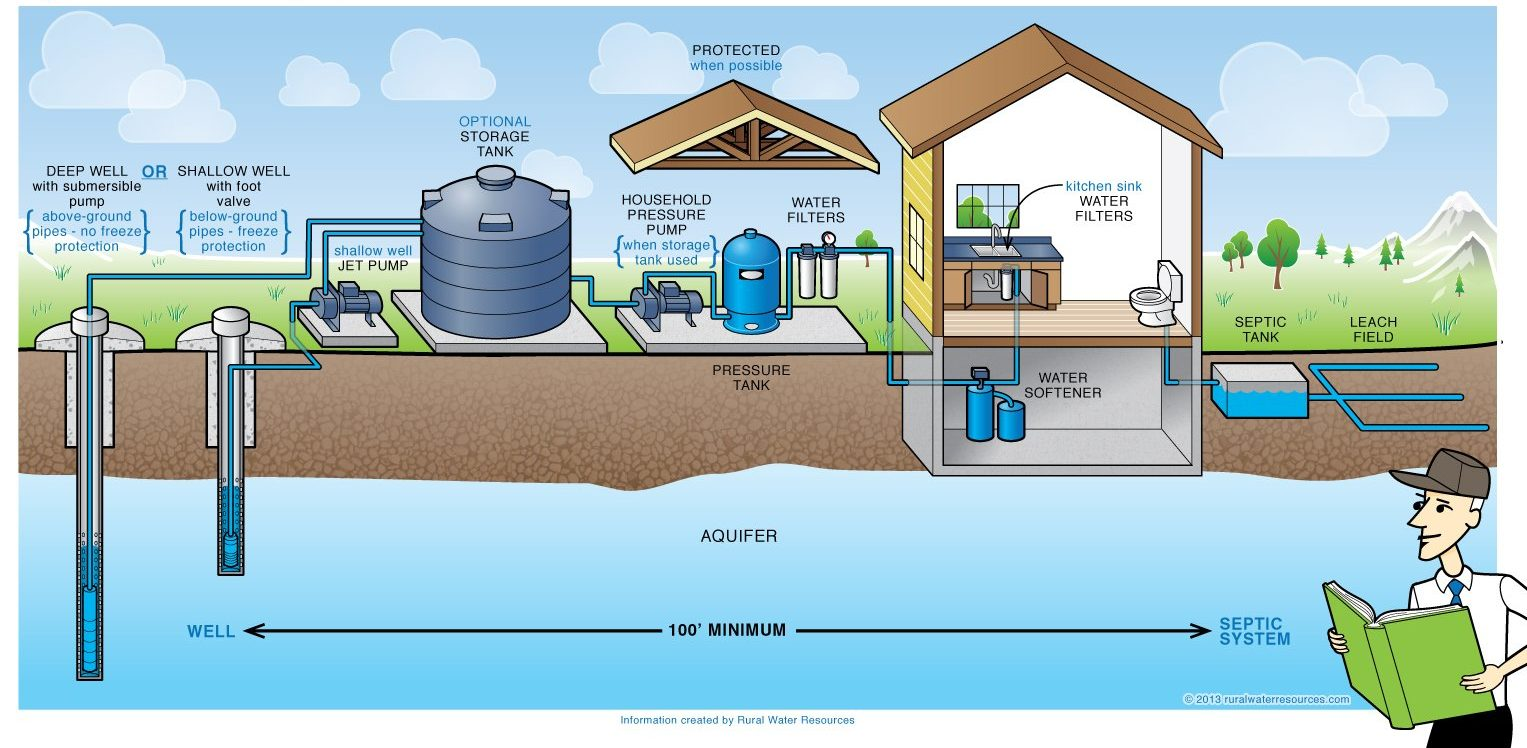 PROTECTED
when possible
OPTIONAL
STORAGE
TANK
DEEP WELL
with submersible
pump
above-ground
pipes - no freeze
protection
OR
SHALLOW WELL
with foot
valve
below-ground
pipes - freeze
protection
shallow well
JET PUMP
HOUSEHOLD
PRESSURE
PUMP
when storage
tank used
WATER
FILTERS
kitchen sink
WATER
FILTERS
PRESSURE
TANK
WATER
SOFTENER
SEPTIC
TANK
LEACH
FIELD
AQUIFER
WELL
100' MINIMUM
SEPTIC
SYSTEM
© 2013 ruralwaterresources.com
Information created by Rural Water Resources